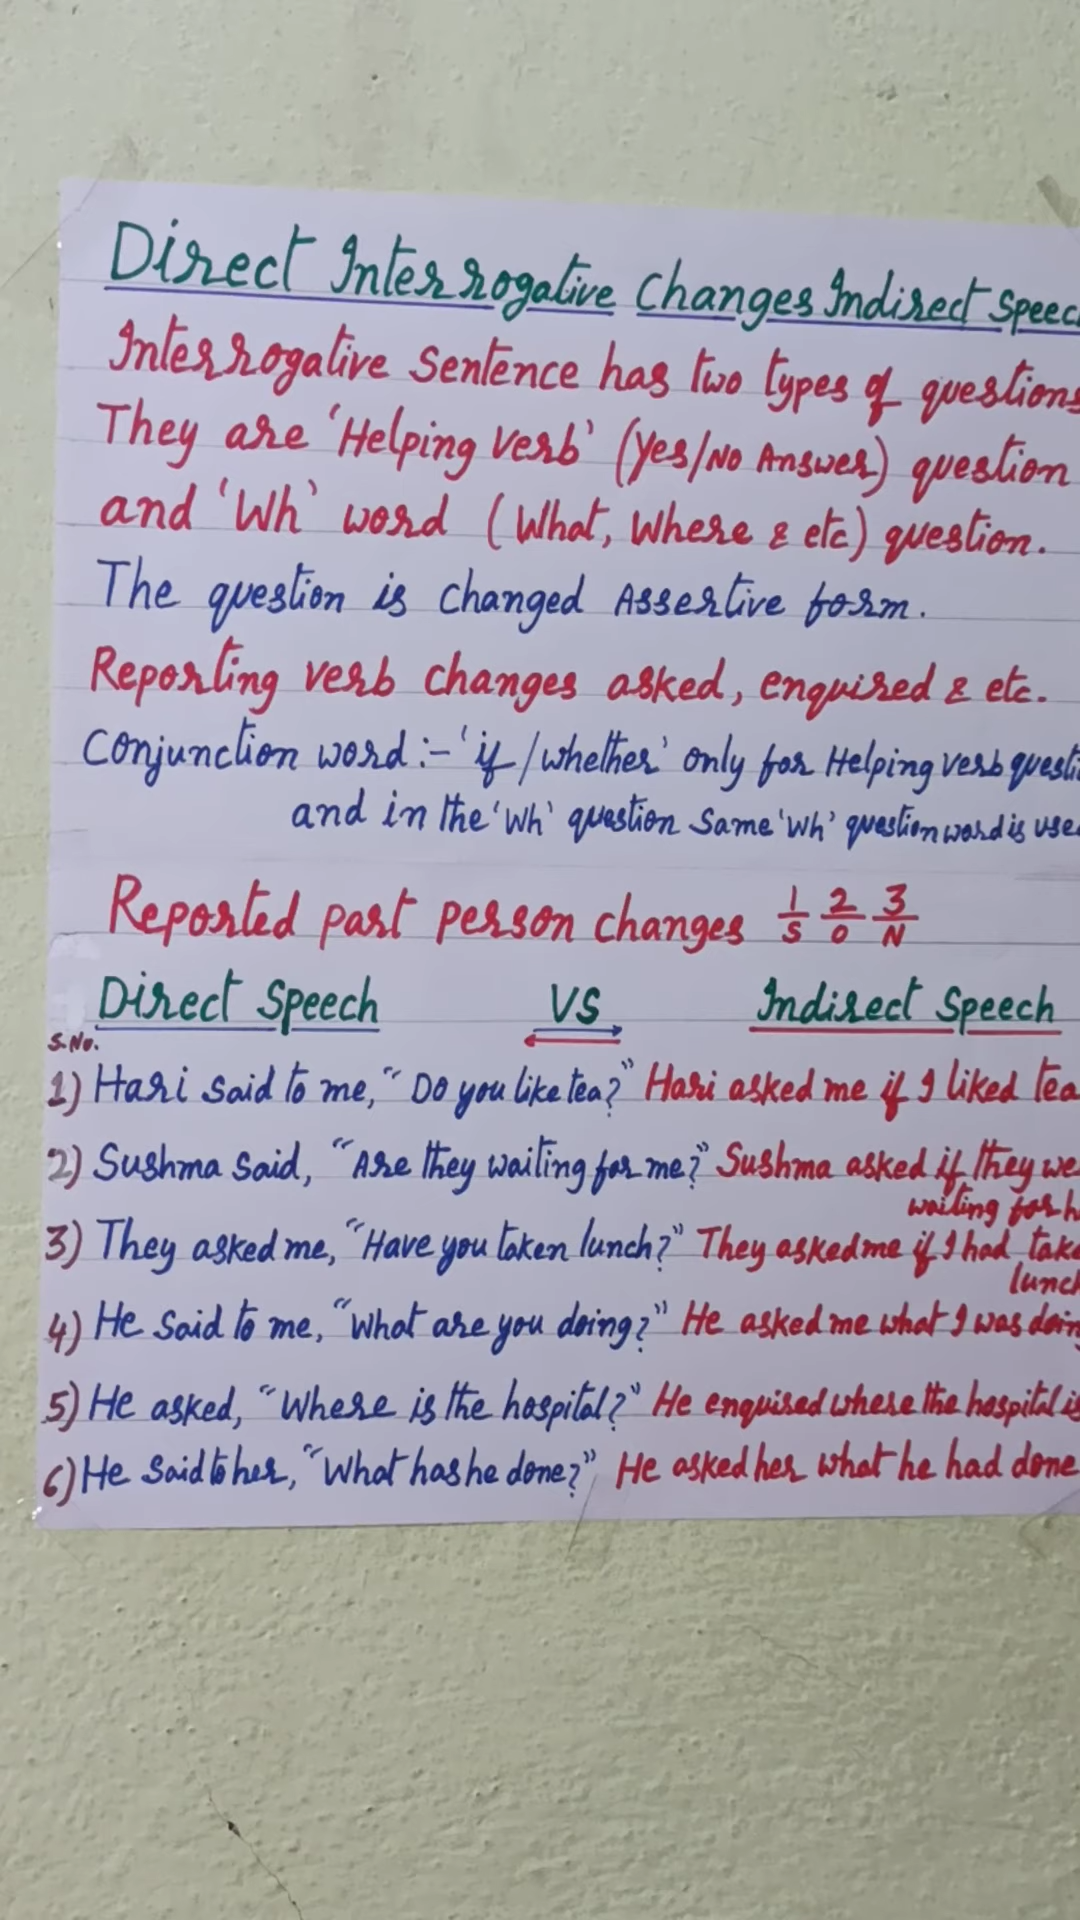 Direct Interrogative Changes Indirect Speec
Interrogative Sentence has two types of questions
They are 'Helping verb' (Yes/No Answer) question
and 'Wh' word (What, Where & etc) question.
The question is changed Assertive form.
Reporting verb changes asked, enquired & etc.
Conjunction word:- 'if/whether' only for Helping verb questi
and in the 'Wh' question Same 'Wh' question word is use
Reported part person changes 1/S 2/O 3/N
Direct Speech VS Indirect Speech
S.No.
1) Hari said to me, "Do you like tea?" Hari asked me if I liked tea
2) Sushma said, "Are they waiting for me?" Sushma asked if they we
waiting for h
3) They asked me, "Have you taken lunch?" They asked me if I had take
lunch
4) He said to me, "What are you doing?" He asked me what I was doin
5) He asked, "Where is the hospital?" He enquired where the hospital is
6) He said to her, "What has he done?" He asked her what he had done